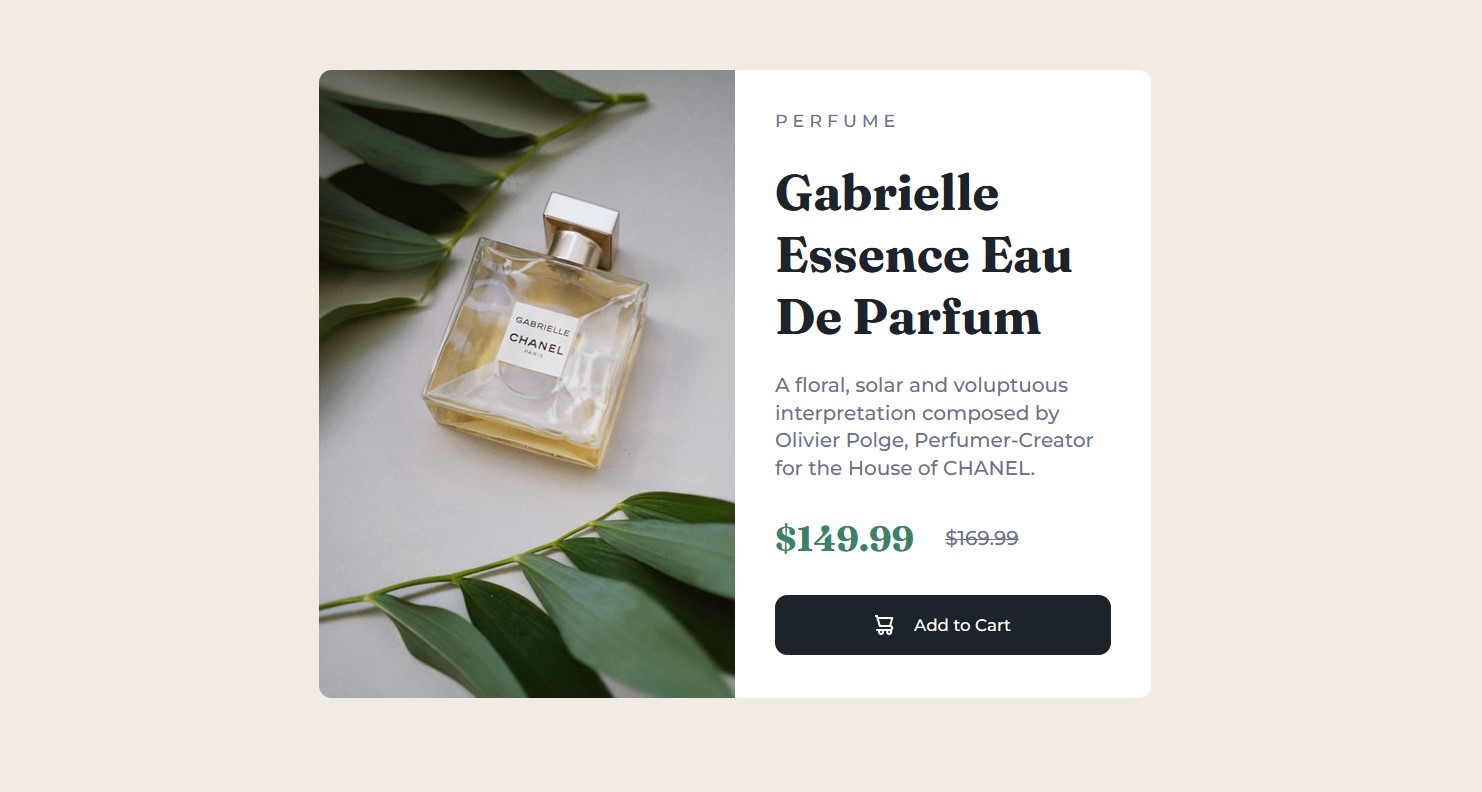 GABRIELLE
CHANEL
PARIS
PERFUME
Gabrielle
Essence Eau
De Parfum
A floral, solar and voluptuous
interpretation composed by
Olivier Polge, Perfumer-Creator
for the House of CHANEL.
$149.99 $169.99
Add to Cart